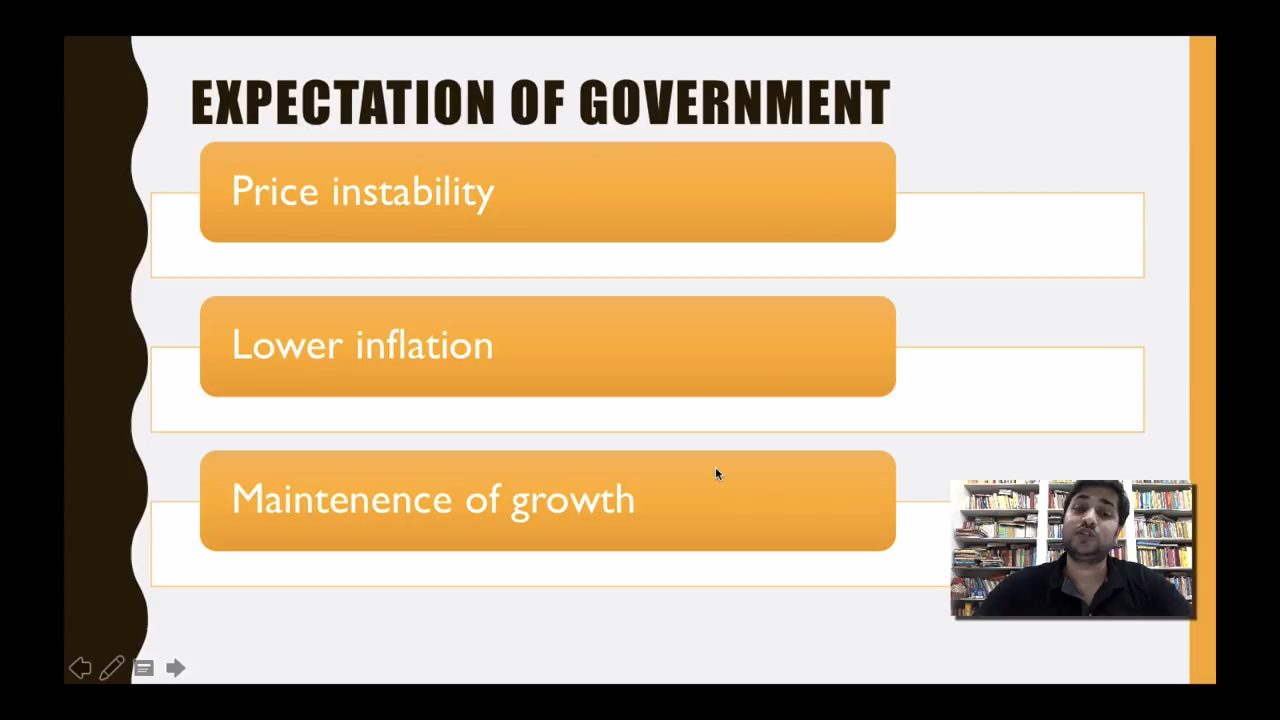 EXPECTATION OF GOVERNMENT
Price instability
Lower inflation
Maintenence of growth